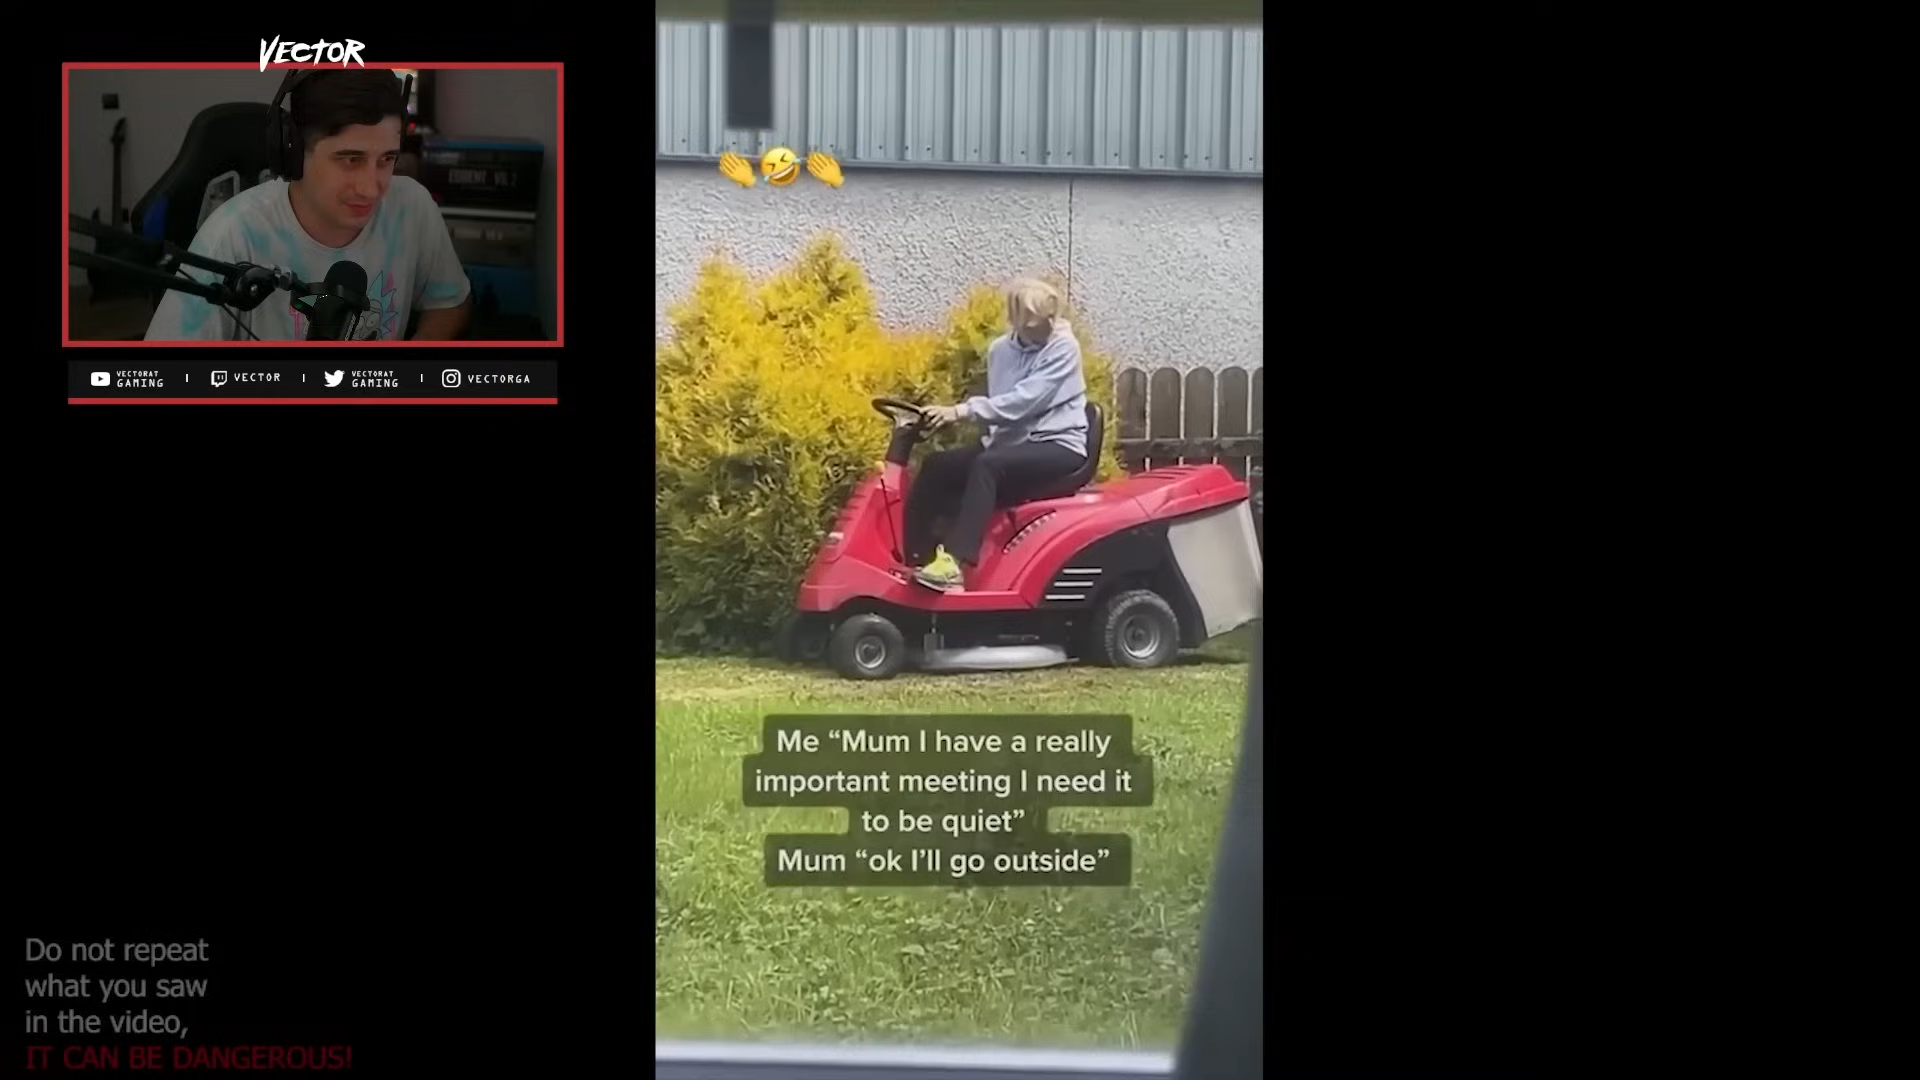 VECTOR
VECTORAT GAMING
VECTOR
VECTORAT GAMING
VECTORGA
Me “Mum I have a really
important meeting I need it
to be quiet”
Mum “ok I’ll go outside”
Do not repeat
what you saw
in the video,
IT CAN BE DANGEROUS!